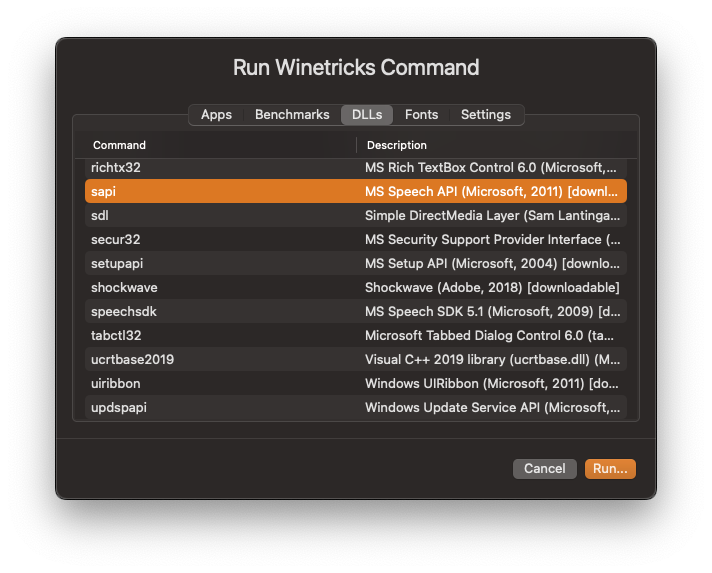 Run Winetricks Command
Apps Benchmarks DLLs Fonts Settings
Command Description
richtx32 MS Rich TextBox Control 6.0 (Microsoft,...
sapi MS Speech API (Microsoft, 2011) [downl...
sdl Simple DirectMedia Layer (Sam Lantinga...
secur32 MS Security Support Provider Interface (...
setupapi MS Setup API (Microsoft, 2004) [downlo...
shockwave Shockwave (Adobe, 2018) [downloadable]
speechsdk MS Speech SDK 5.1 (Microsoft, 2009) [d...
tabctl32 Microsoft Tabbed Dialog Control 6.0 (ta...
ucrtbase2019 Visual C++ 2019 library (ucrtbase.dll) (M...
uiribbon Windows UIRibbon (Microsoft, 2011) [do...
updspapi Windows Update Service API (Microsoft,...
Cancel Run...